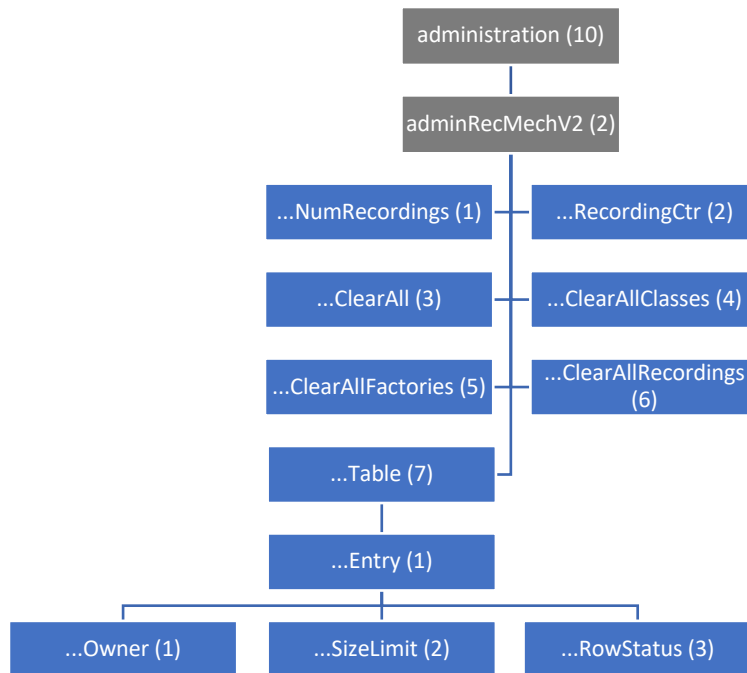 administration (10)
adminRecMechV2 (2)
...NumRecordings (1)
...RecordingCtr (2)
...ClearAll (3)
...ClearAllClasses (4)
...ClearAllFactories (5)
...ClearAllRecordings
(6)
...Table (7)
...Entry (1)
...Owner (1)
...SizeLimit (2)
...RowStatus (3)